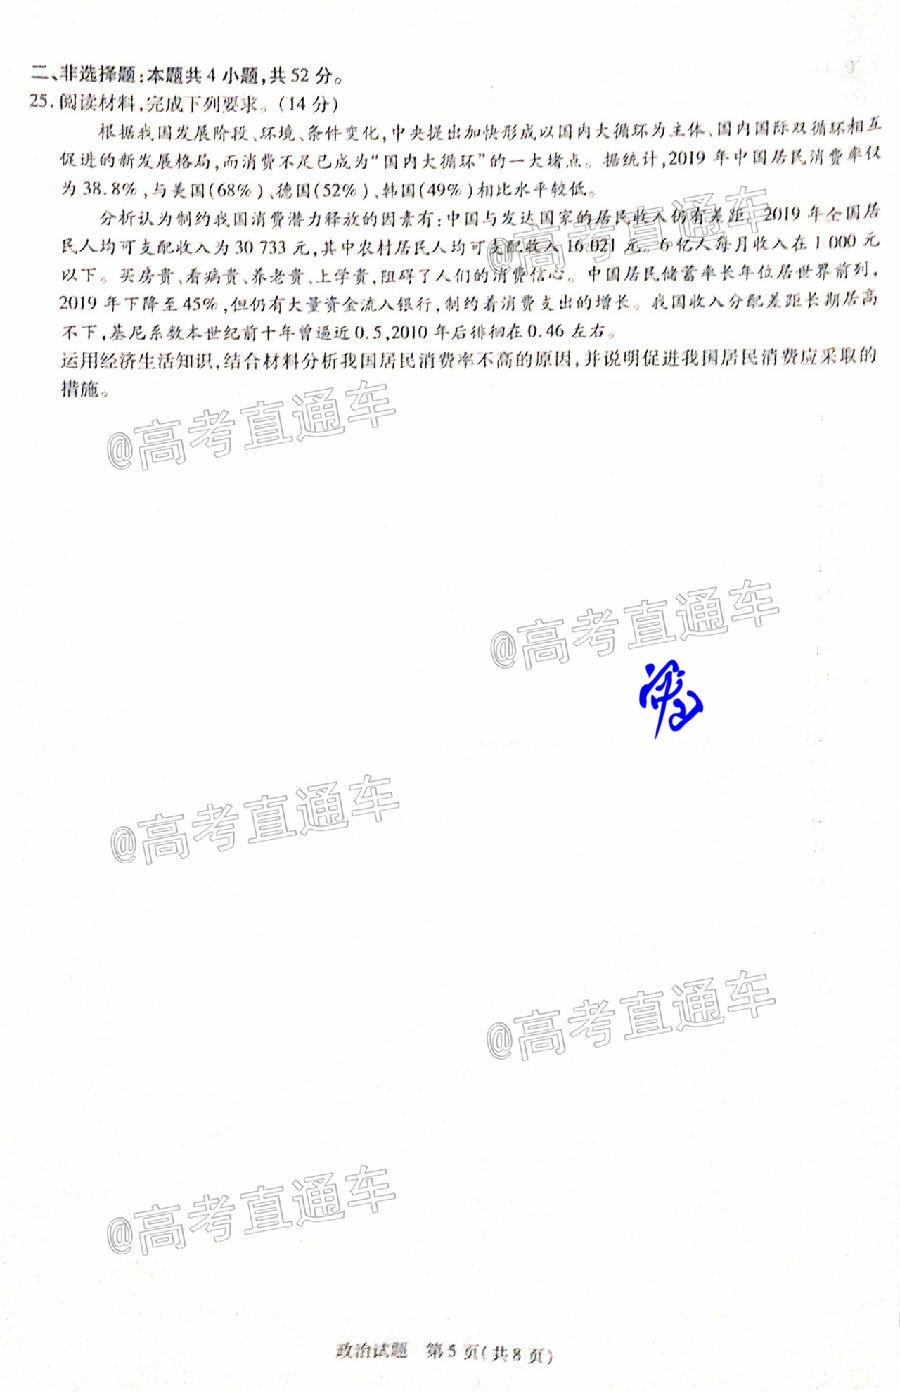 二、非选择题:本题共4小题,共52分。
25.阅读材料,完成下列要求。(14分)
根据我国发展阶段、环境、条件变化,中央提出加快形成以国内大循环为主体、国内国际双循环相互
促进的新发展格局,而消费不足已成为“国内大循环”的一大堵点。据统计,2019年中国居民消费率仅
为38.8%,与美国(68%)、德国(52%)、韩国(49%)相比水平较低。
分析认为制约我国消费潜力释放的因素有:中国与发达国家的居民收入仍有差距,2019年全国居
民人均可支配收入为30 733元,其中农村居民人均可支配收入16 021元。6亿人每月收入在1 000元
以下。买房贵、看病贵、养老贵、上学贵,阻碍了人们的消费信心。中国居民储蓄率长年位居世界前列,
2019年下降至45%,但仍有大量资金流入银行,制约着消费支出的增长。我国收入分配差距长期居高
不下,基尼系数本世纪前十年曾逼近0.5,2010年后徘徊在0.46左右。
运用经济生活知识,结合材料分析我国居民消费率不高的原因,并说明促进我国居民消费应采取的
措施。
@高考直通车
@高考直通车
@高考直通车
@高考直通车
@高考直通车
@高考直通车
政治试题 第5页(共8页)